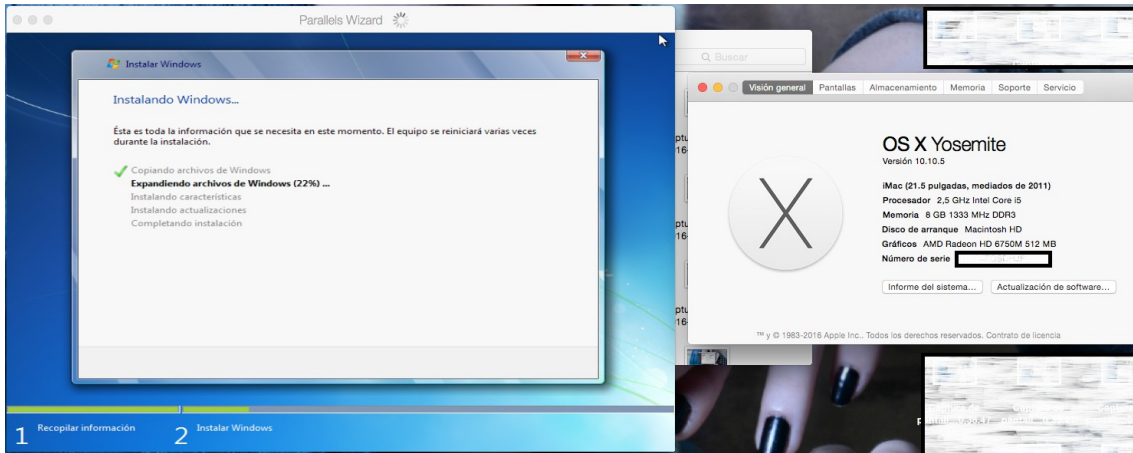 Parallels Wizard
Instalar Windows
Instalando Windows...
Ésta es toda la información que se necesita en este momento. El equipo se reiniciará varias veces
durante la instalación.
Copiando archivos de Windows
Expandiendo archivos de Windows (22%) ...
Instalando características
Instalando actualizaciones
Completando instalación
1 Recopilar información
2 Instalar Windows
Buscar
Visión general Pantallas Almacenamiento Memoria Soporte Servicio
OS X Yosemite
Versión 10.10.5
iMac (21.5 pulgadas, mediados de 2011)
Procesador 2,5 GHz Intel Core i5
Memoria 8 GB 1333 MHz DDR3
Disco de arranque Macintosh HD
Gráficos AMD Radeon HD 6750M 512 MB
Número de serie
Informe del sistema... Actualización de software...
™ y © 1983-2016 Apple Inc.. Todos los derechos reservados. Contrato de licencia